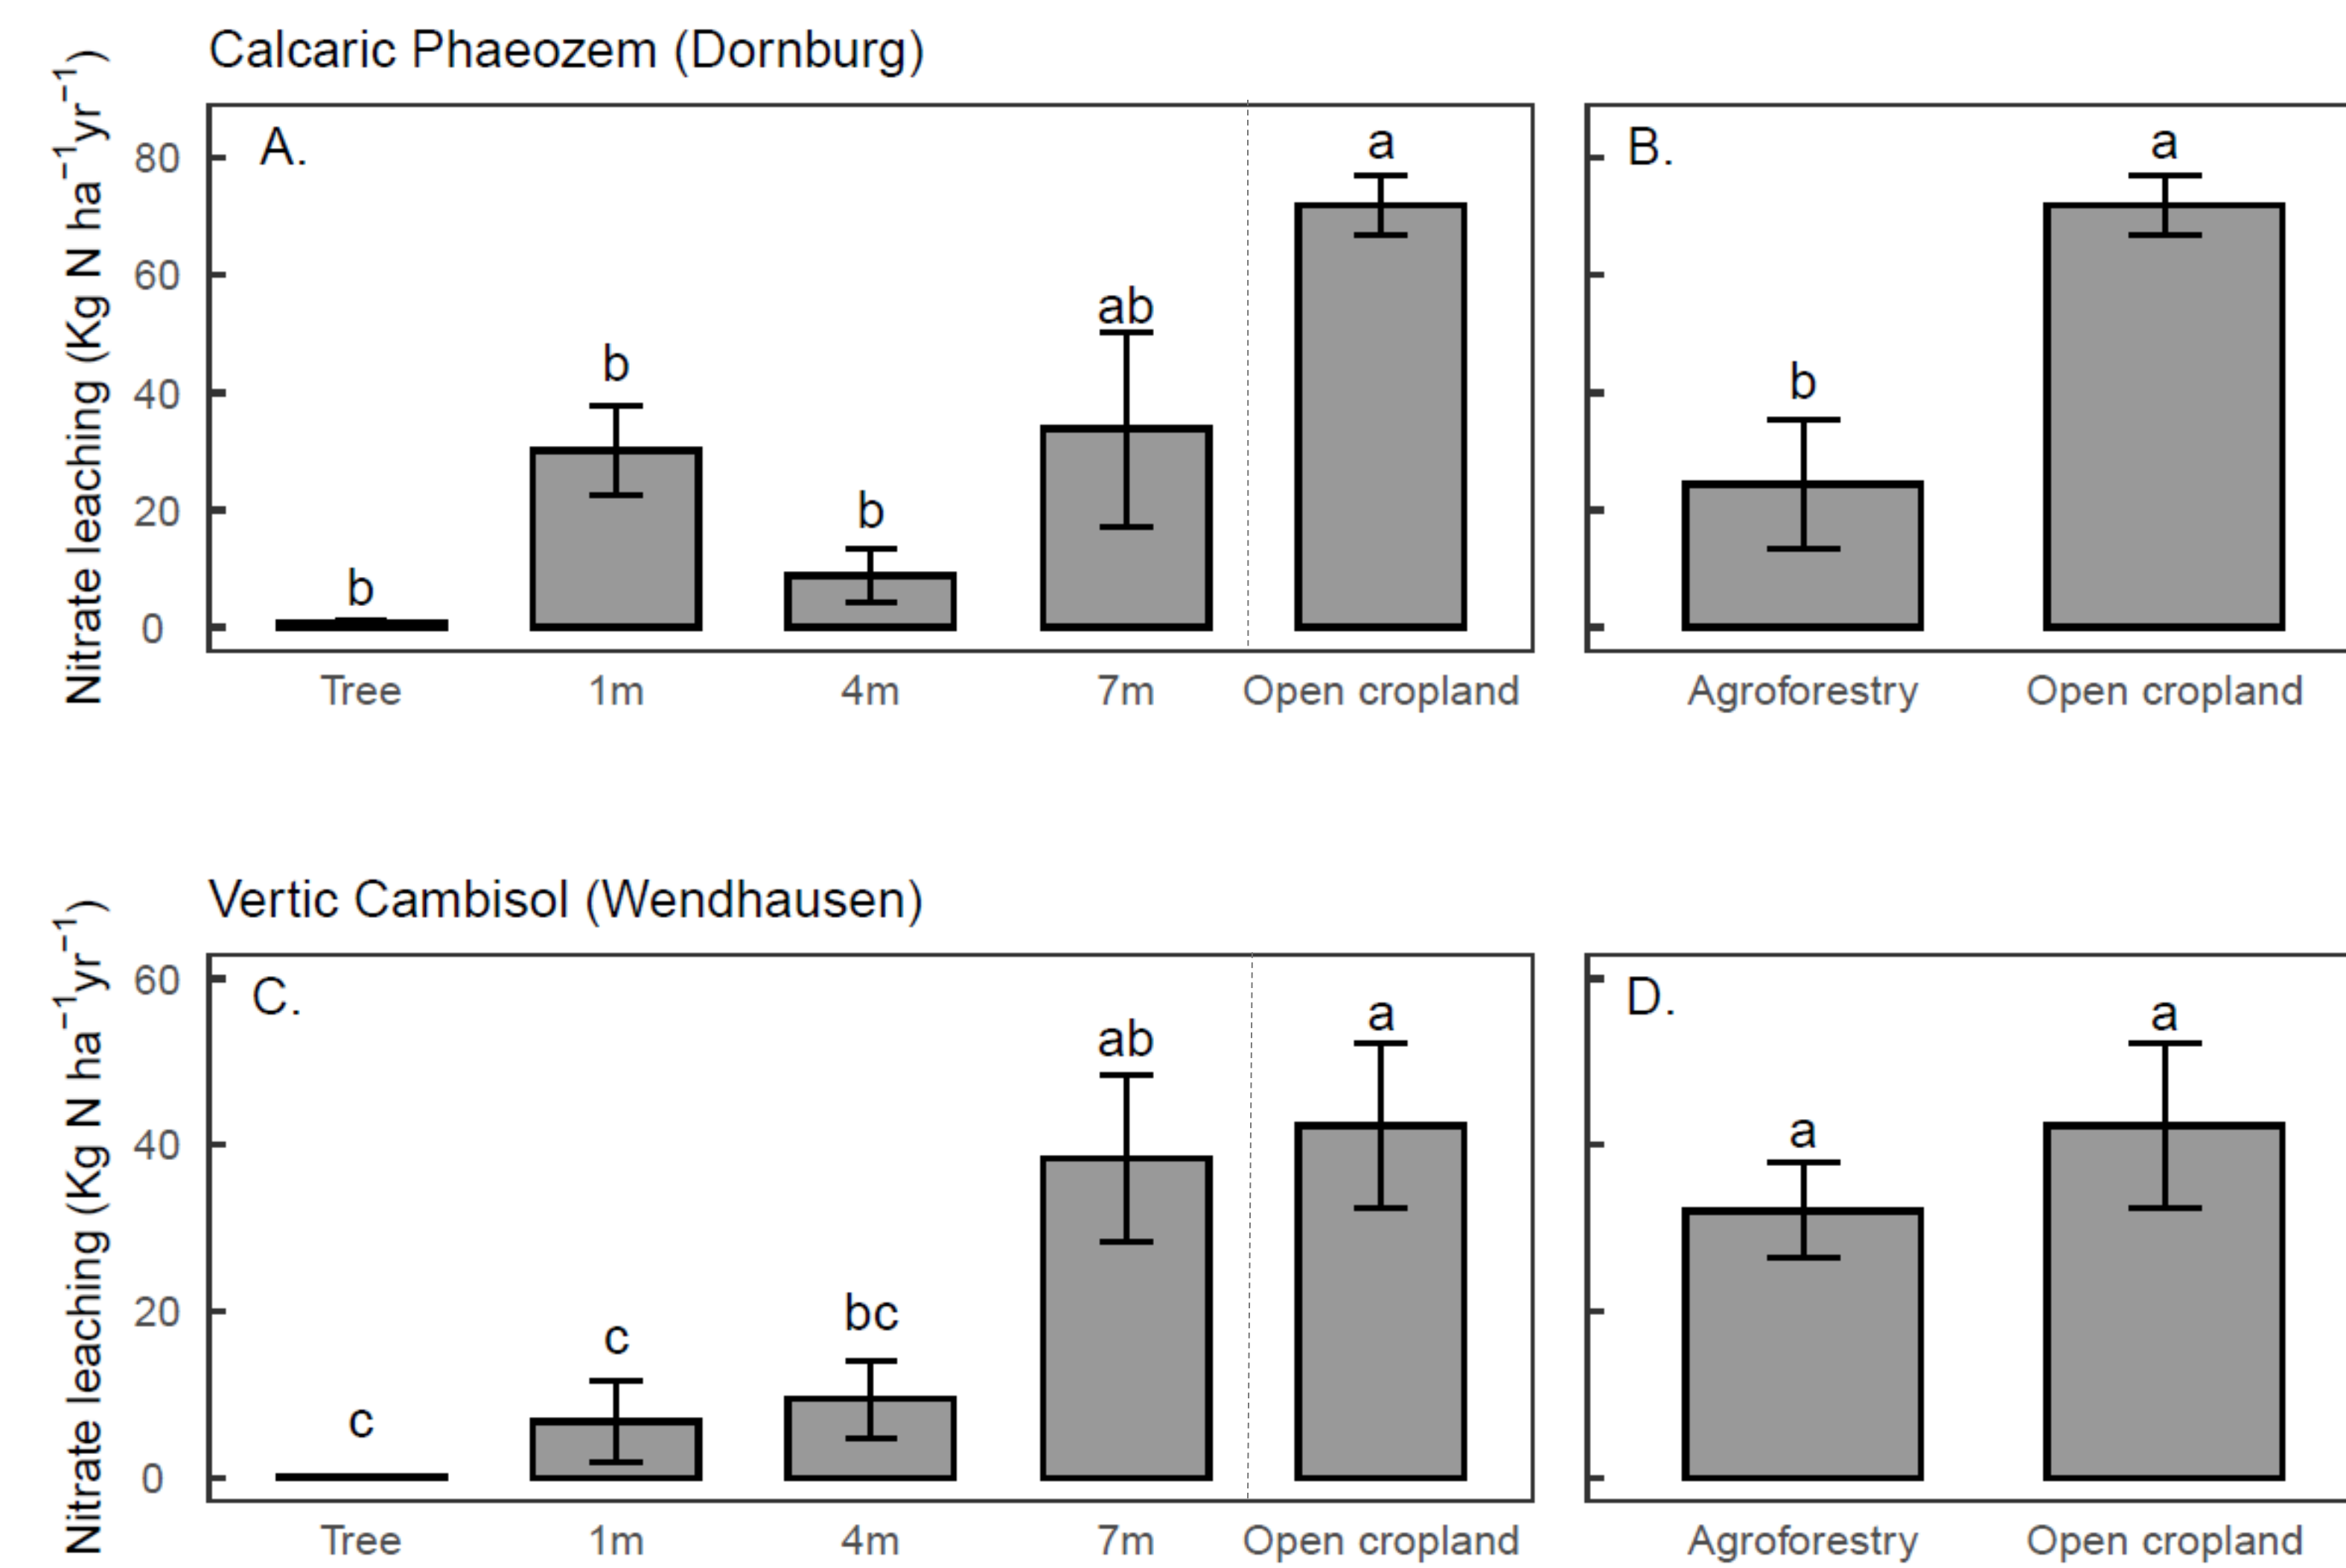 Calcaric Phaeozem (Dornburg)
Nitrate leaching (Kg N ha⁻¹yr⁻¹)
80
60
40
20
0
A.
b
b
b
ab
a
Tree 1m 4m 7m Open cropland
B.
b
a
Agroforestry Open cropland
Vertic Cambisol (Wendhausen)
Nitrate leaching (Kg N ha⁻¹yr⁻¹)
60
40
20
0
C.
c
c
bc
ab
a
Tree 1m 4m 7m Open cropland
D.
a
a
Agroforestry Open cropland